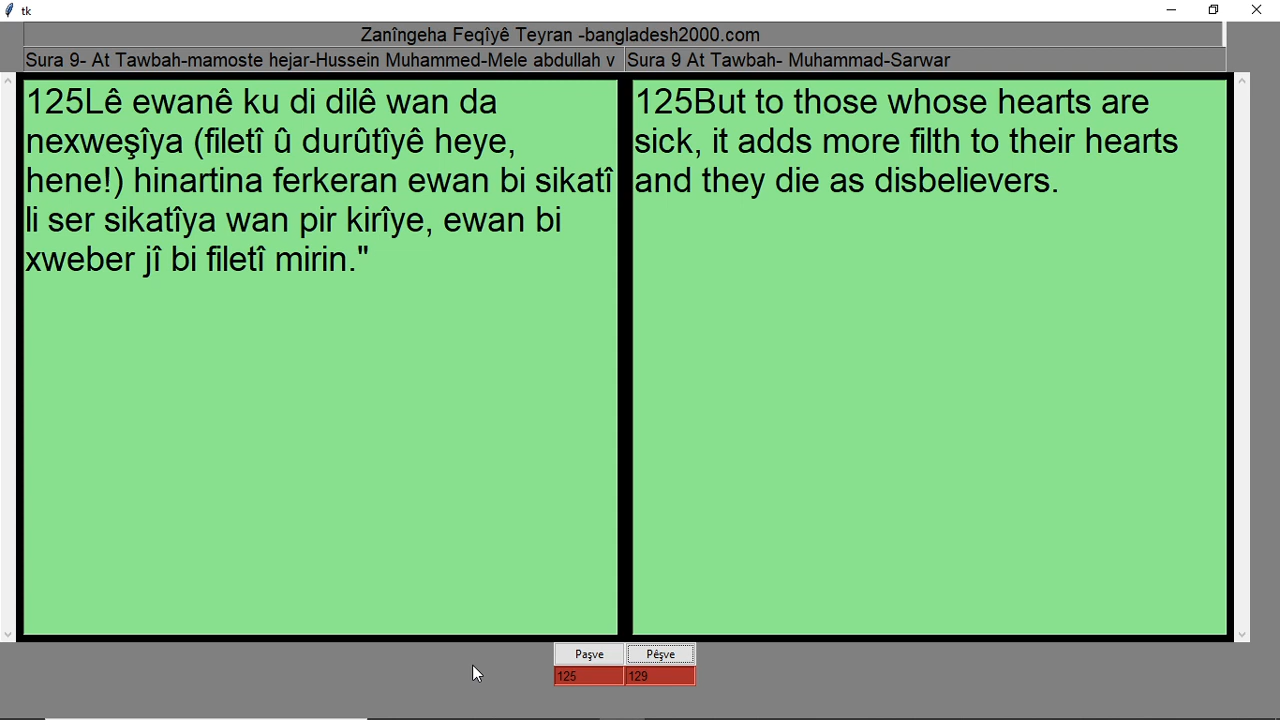 tk
Zanîngeha Feqîyê Teyran -bangladesh2000.com
Sura 9- At Tawbah-mamoste hejar-Hussein Muhammed-Mele abdullah v
Sura 9 At Tawbah- Muhammad-Sarwar
125Lê ewanê ku di dilê wan da
nexweşîya (filetî û durûtîyê heye,
hene!) hinartina ferkeran ewan bi sikatî
li ser sikatîya wan pir kirîye, ewan bi
xweber jî bi filetî mirin."
125But to those whose hearts are
sick, it adds more filth to their hearts
and they die as disbelievers.
Paşve
Pêşve
125
129